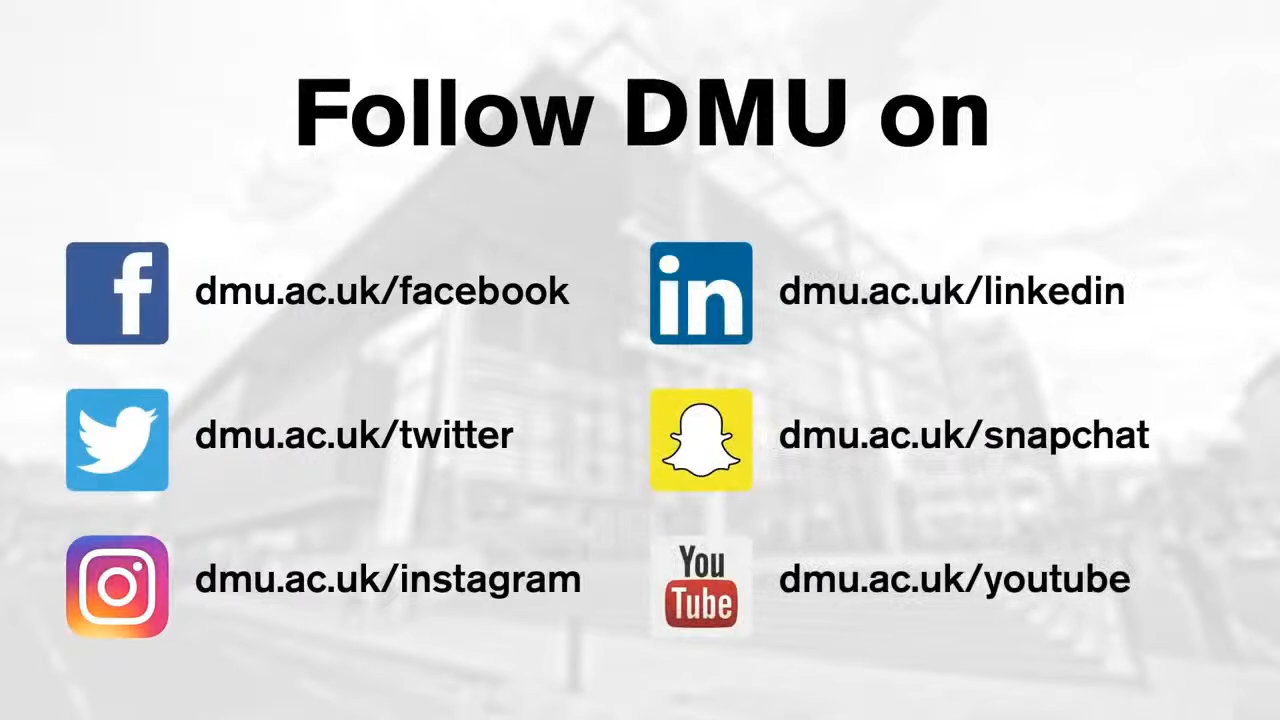 Follow DMU on
dmu.ac.uk/facebook
dmu.ac.uk/twitter
dmu.ac.uk/instagram
in
dmu.ac.uk/linkedin
dmu.ac.uk/snapchat
You
Tube
dmu.ac.uk/youtube